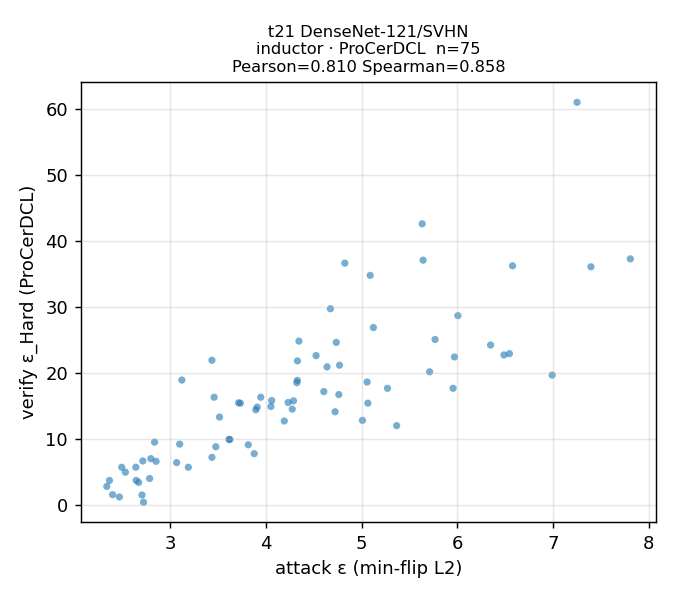 t21 DenseNet-121/SVHN
inductor · ProCerDCL  n=75
Pearson=0.810 Spearman=0.858
verify ε_Hard (ProCerDCL)
60
50
40
30
20
10
0
3 4 5 6 7 8
attack ε (min-flip L2)